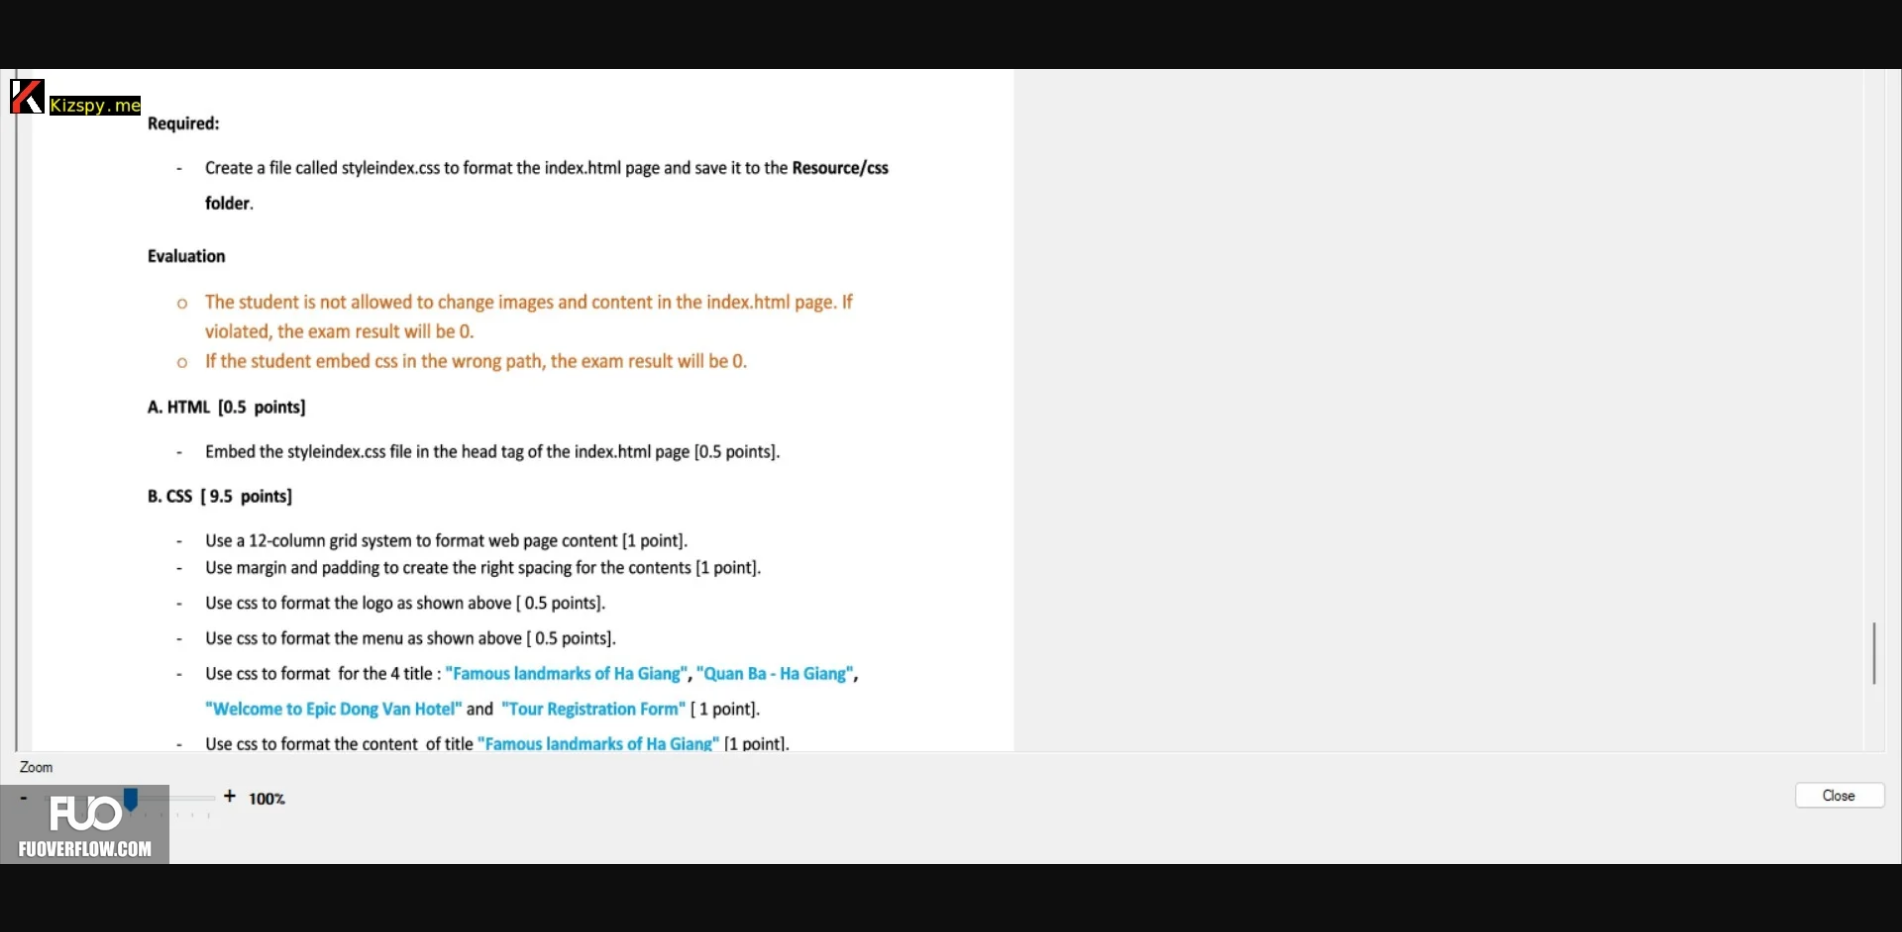 Kizspy.me
Required:
- Create a file called styleindex.css to format the index.html page and save it to the Resource/css
folder.
Evaluation
o The student is not allowed to change images and content in the index.html page. If
violated, the exam result will be 0.
o If the student embed css in the wrong path, the exam result will be 0.
A. HTML [0.5 points]
- Embed the styleindex.css file in the head tag of the index.html page [0.5 points].
B. CSS [ 9.5 points]
- Use a 12-column grid system to format web page content [1 point].
- Use margin and padding to create the right spacing for the contents [1 point].
- Use css to format the logo as shown above [ 0.5 points].
- Use css to format the menu as shown above [ 0.5 points].
- Use css to format for the 4 title : "Famous landmarks of Ha Giang", "Quan Ba - Ha Giang",
"Welcome to Epic Dong Van Hotel" and "Tour Registration Form" [ 1 point].
- Use css to format the content of title "Famous landmarks of Ha Giang" [1 point].
Zoom
- + 100%
Close
FUO
FUOVERFLOW.COM